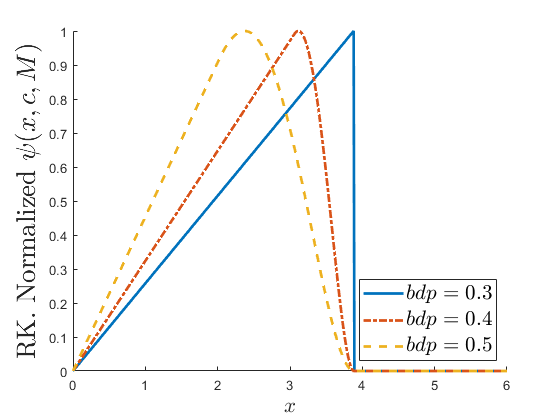 RK. Normalized ψ(x, c, M)
1
0.9
0.8
0.7
0.6
0.5
0.4
0.3
0.2
0.1
0
0 1 2 3 4 5 6
x
bdp = 0.3
bdp = 0.4
bdp = 0.5